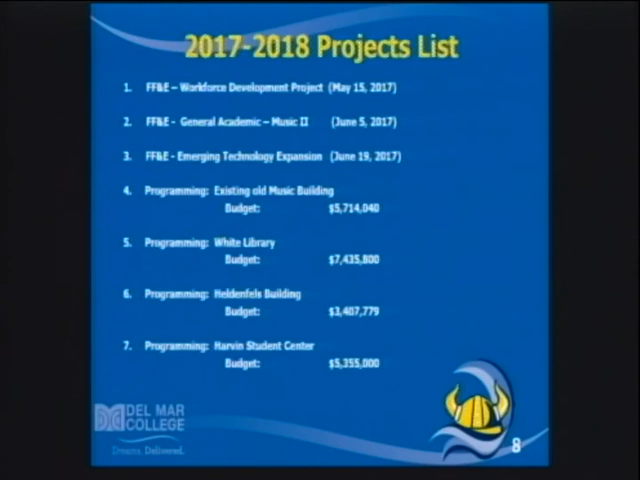 2017-2018 Projects List
1. FF&E – Workforce Development Project (May 15, 2017)
2. FF&E - General Academic – Music II (June 5, 2017)
3. FF&E - Emerging Technology Expansion (June 19, 2017)
4. Programming: Existing old Music Building
Budget: $5,714,040
5. Programming: White Library
Budget: $7,435,800
6. Programming: Heldenfels Building
Budget: $3,407,779
7. Programming: Harvin Student Center
Budget: $5,355,000
DEL MAR
COLLEGE
Dreams. Delivered.
8